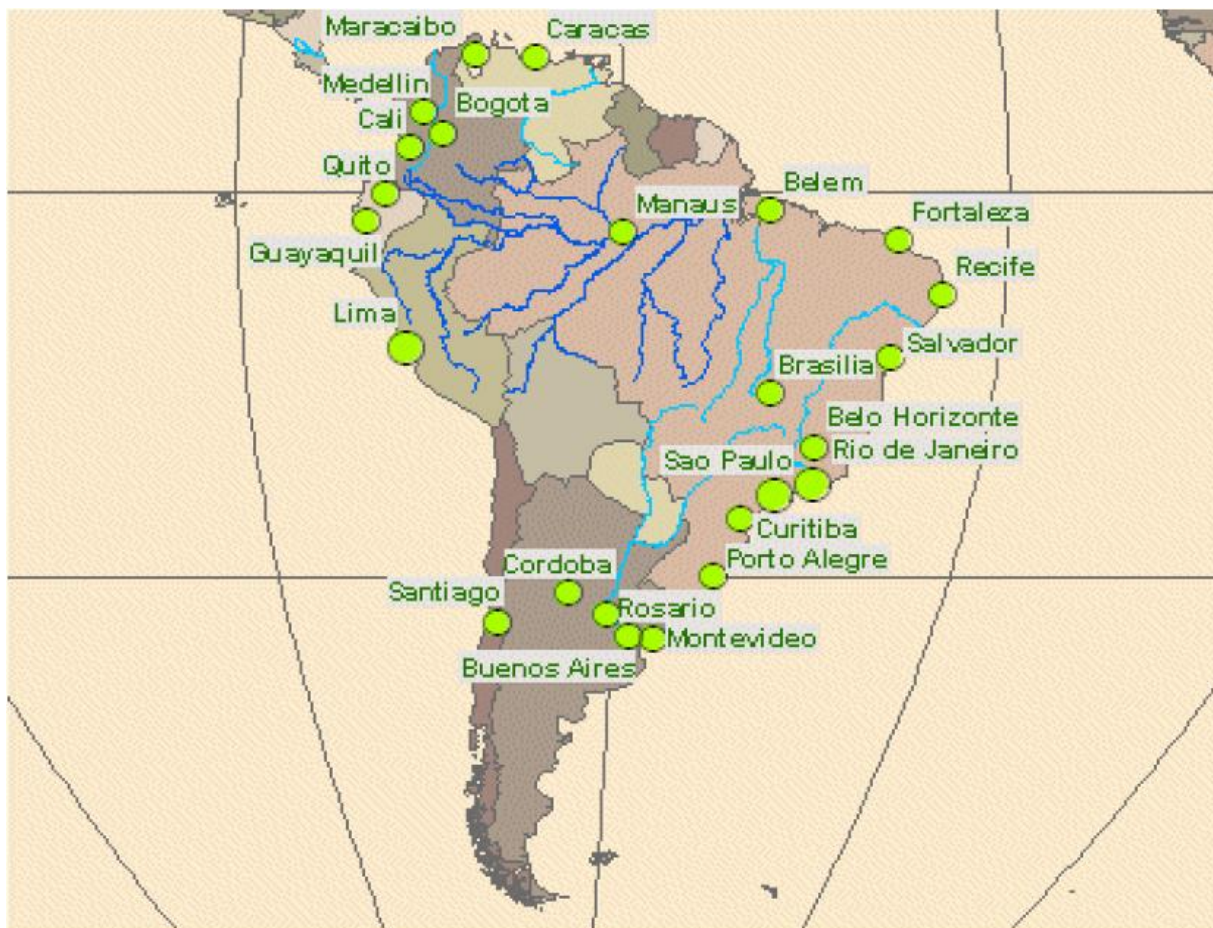 Maracaibo
Caracas
Medellin
Bogota
Cali
Quito
Belem
Manaus
Fortaleza
Guayaquil
Recife
Lima
Salvador
Brasilia
Belo Horizonte
Rio de Janeiro
Sao Paulo
Curitiba
Porto Alegre
Cordoba
Santiago
Rosario
Montevideo
Buenos Aires